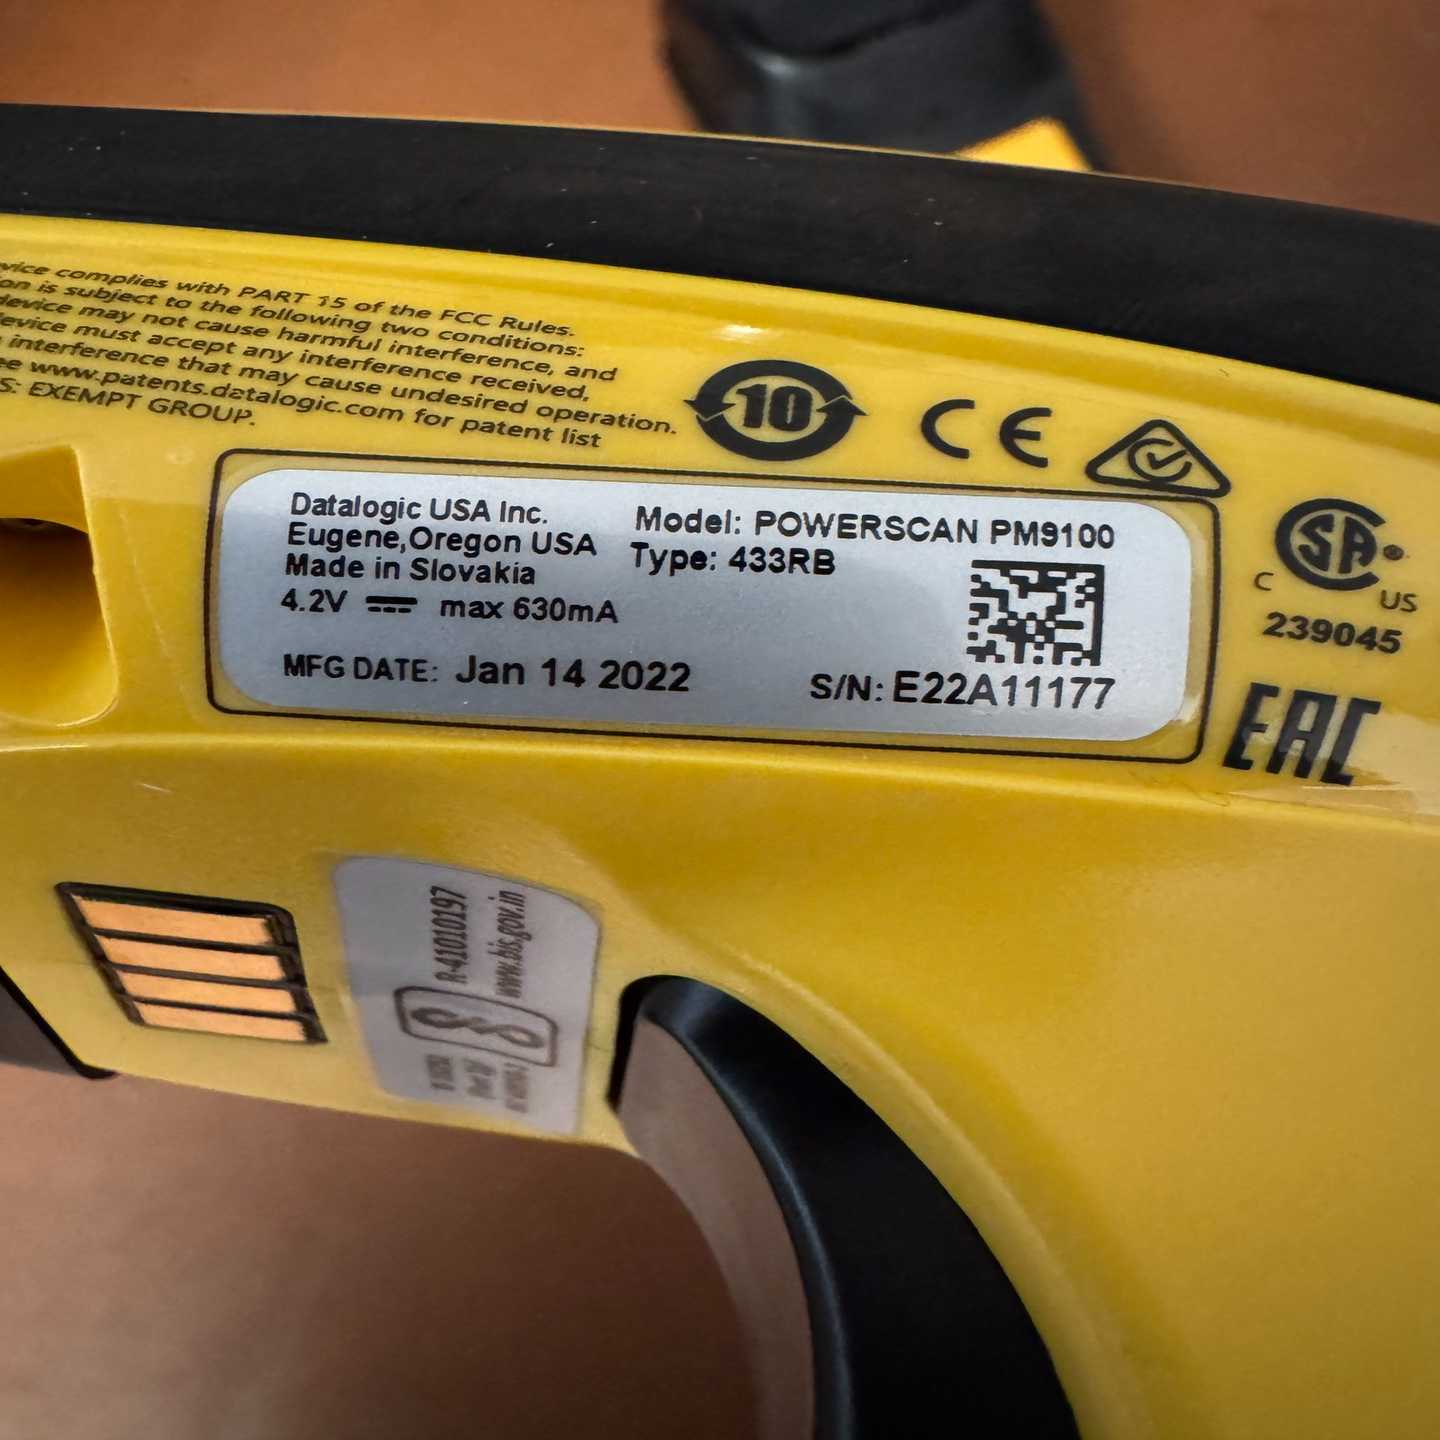 vice complies with PART 15 of the FCC Rules.
on is subject to the following two conditions:
device may not cause harmful interference, and
evice must accept any interference received,
interference that may cause undesired operation.
ee www.patents.datalogic.com for patent list
S: EXEMPT GROUP.
10
CE
Datalogic USA Inc.
Eugene,Oregon USA
Made in Slovakia
4.2V max 630mA
MFG DATE: Jan 14 2022
Model: POWERSCAN PM9100
Type: 433RB
S/N: E22A11177
SA®
C US
239045
EAC
R-41010197
www.bis.gov.in